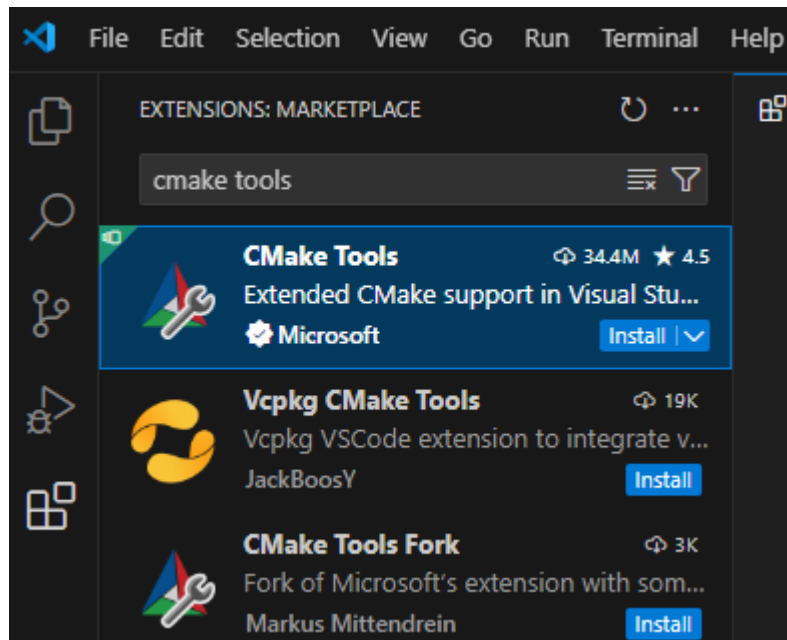 File Edit Selection View Go Run Terminal Help
EXTENSIONS: MARKETPLACE
cmake tools
CMake Tools 34.4M ★ 4.5
Extended CMake support in Visual Stu...
Microsoft Install
Vcpkg CMake Tools 19K
Vcpkg VSCode extension to integrate v...
JackBoosY Install
CMake Tools Fork 3K
Fork of Microsoft's extension with som...
Markus Mittendrein Install